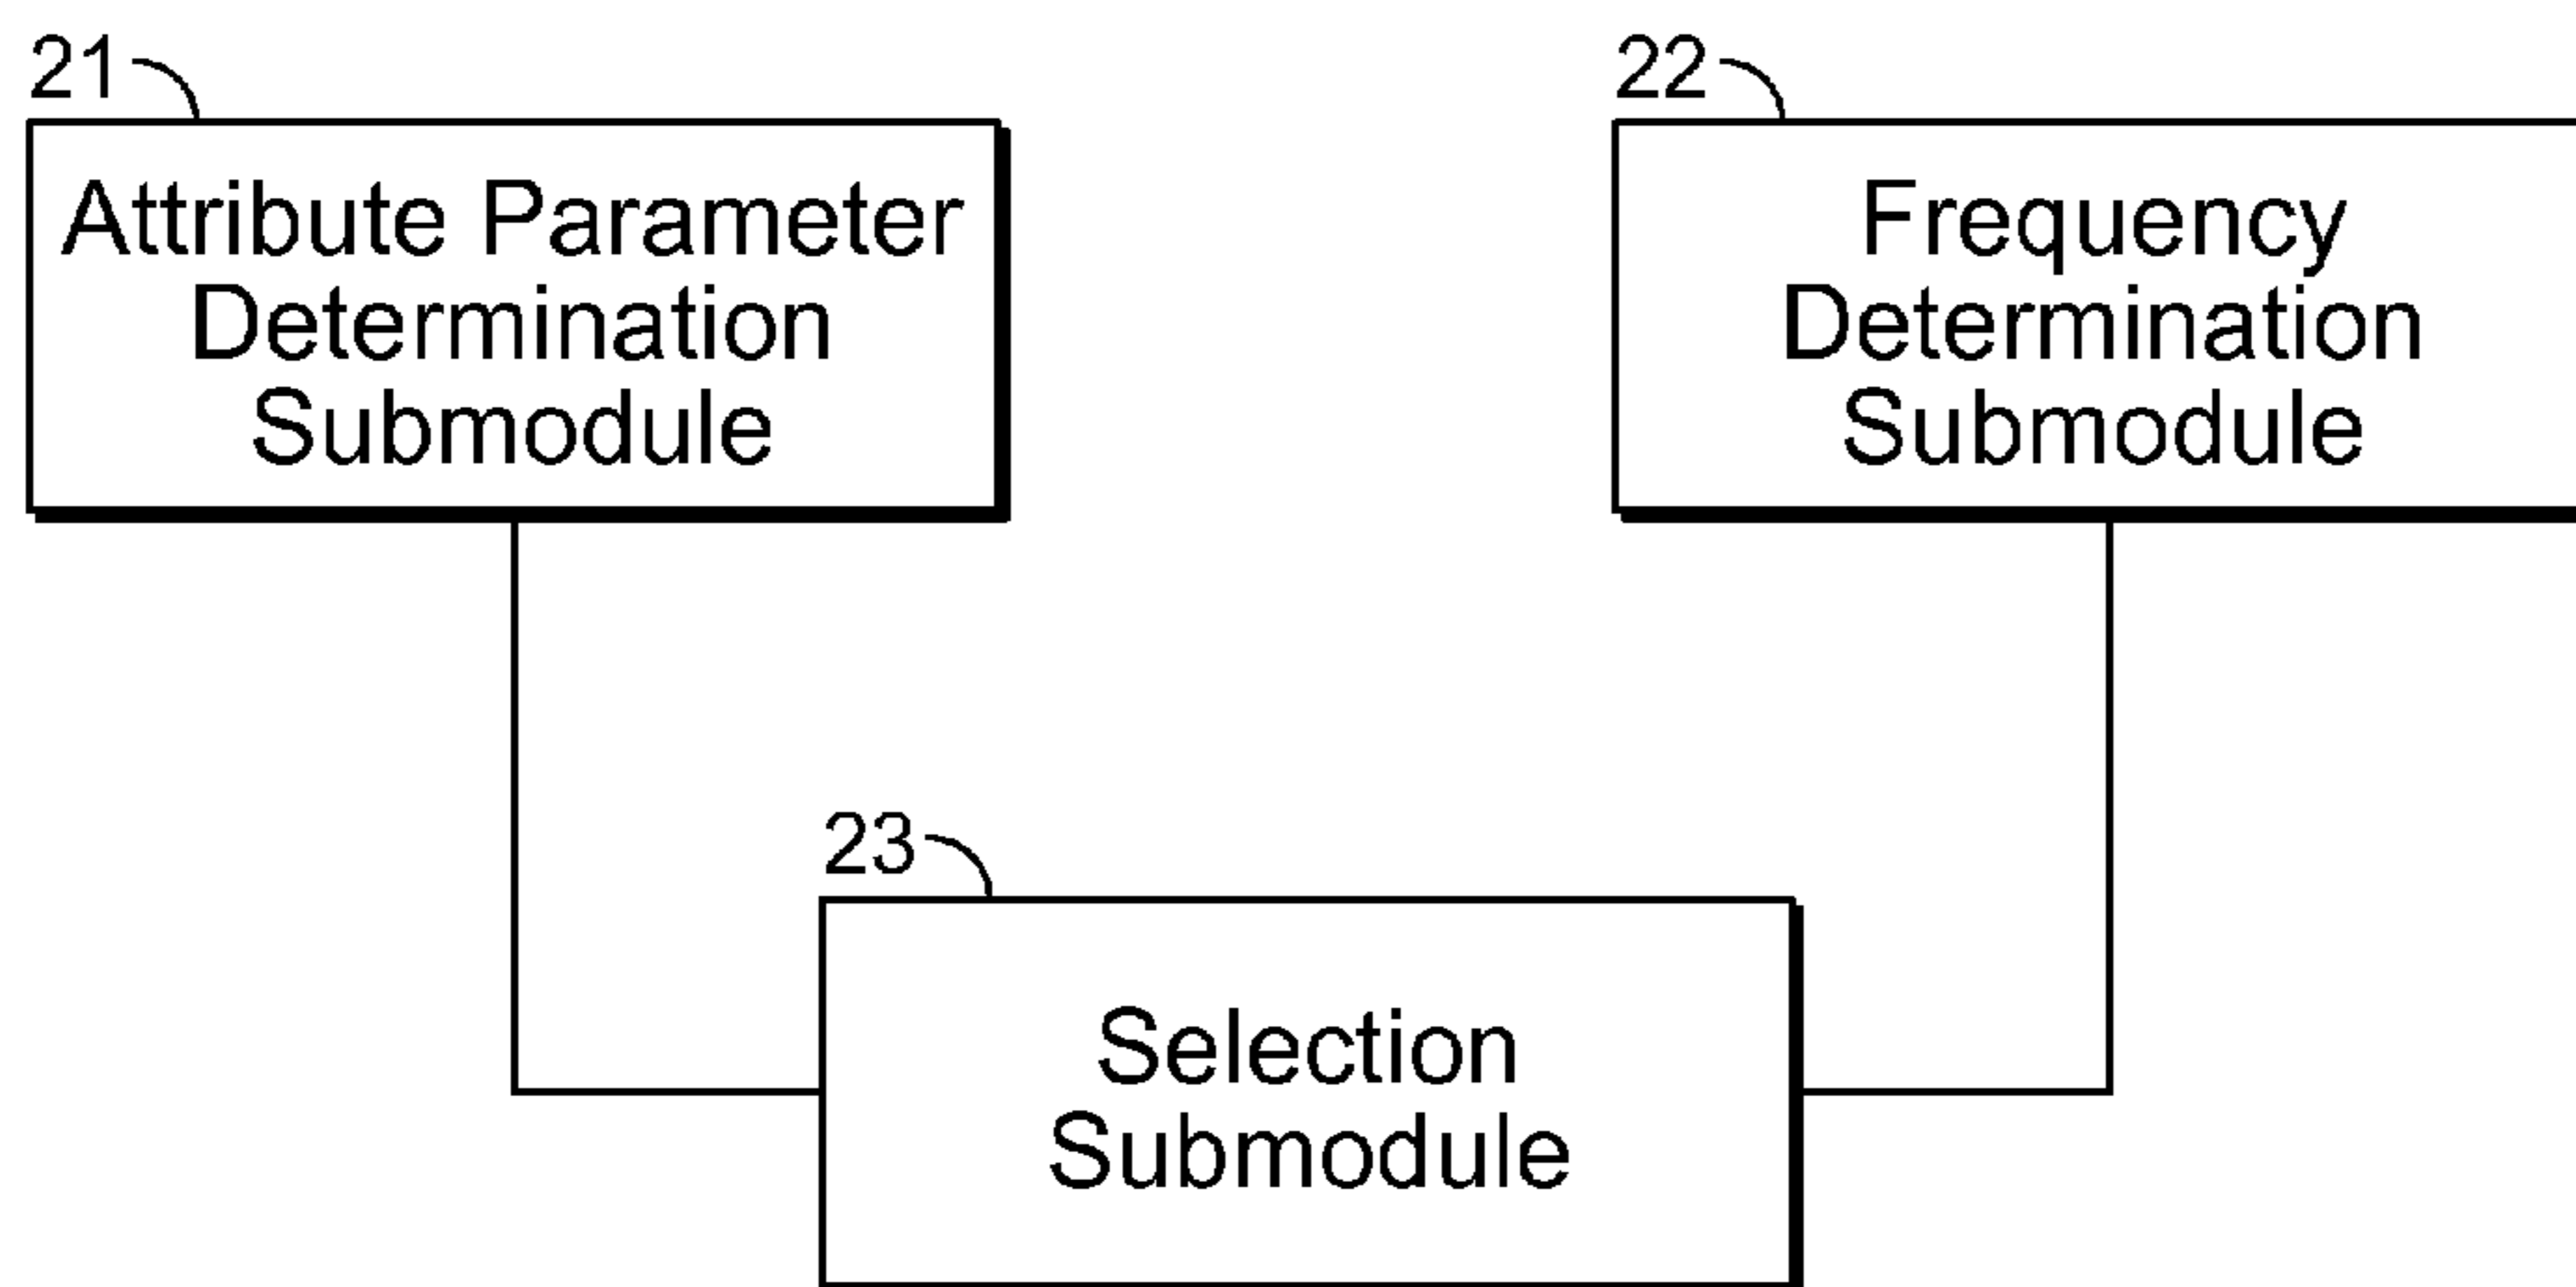 21
Attribute Parameter
Determination
Submodule
22
Frequency
Determination
Submodule
23
Selection
Submodule